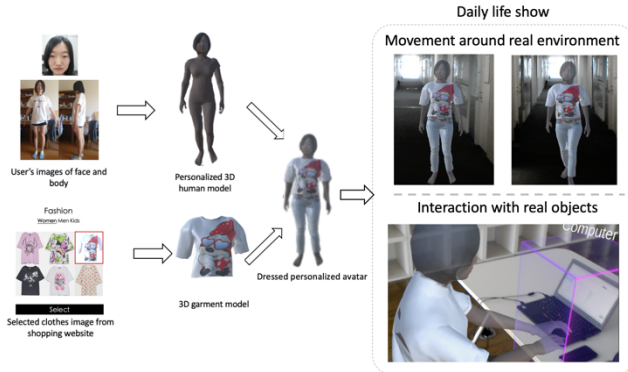 Daily life show
Movement around real environment
User's images of face and
body
Personalized 3D
human model
Interaction with real objects
Fashion
Women Men Kids
Computer
Dressed personalized avatar
3D garment model
Select
Selected clothes image from
shopping website